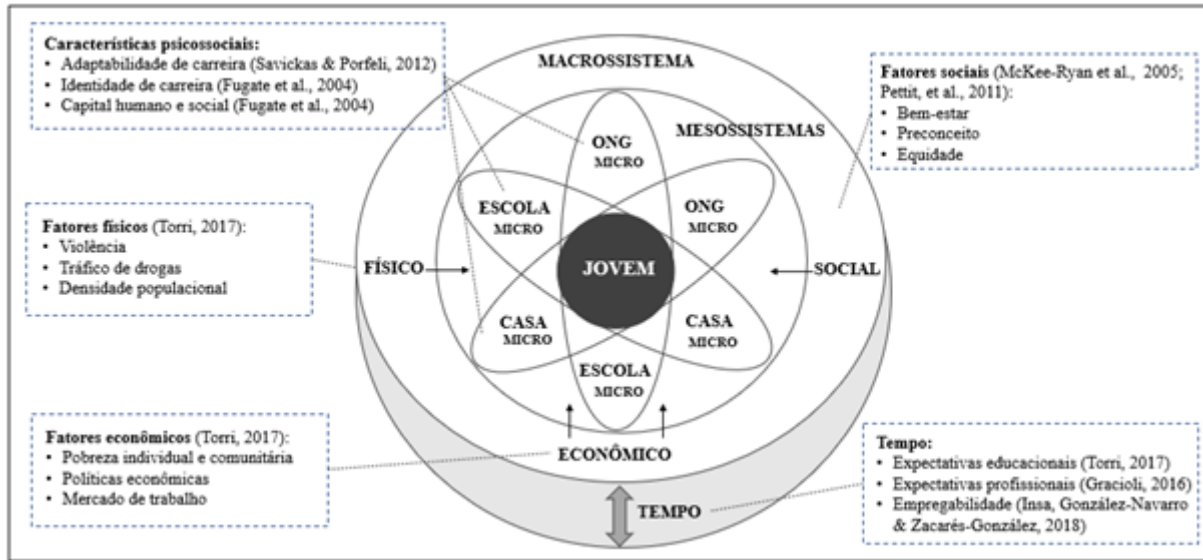 Características psicossociais:
• Adaptabilidade de carreira (Savickas & Porfeli, 2012)
• Identidade de carreira (Fugate et al., 2004)
• Capital humano e social (Fugate et al., 2004)
MACROSSISTEMA
Fatores sociais (McKee-Ryan et al., 2005;
Pettit, et al., 2011):
• Bem-estar
• Preconceito
• Equidade
MESOSSISTEMAS
ONG
MICRO
ESCOLA
MICRO
ONG
MICRO
Fatores físicos (Torri, 2017):
• Violência
• Tráfico de drogas
• Densidade populacional
FÍSICO
JOVEM
SOCIAL
CASA
MICRO
CASA
MICRO
ESCOLA
MICRO
Fatores econômicos (Torri, 2017):
• Pobreza individual e comunitária
• Políticas econômicas
• Mercado de trabalho
ECONÔMICO
TEMPO
Tempo:
• Expectativas educacionais (Torri, 2017)
• Expectativas profissionais (Gracioli, 2016)
• Empregabilidade (Insa, González-Navarro
& Zacarés-González, 2018)